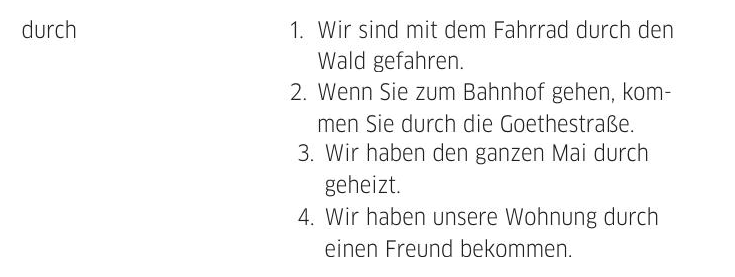 durch
1. Wir sind mit dem Fahrrad durch den
Wald gefahren.
2. Wenn Sie zum Bahnhof gehen, kom-
men Sie durch die Goethestraße.
3. Wir haben den ganzen Mai durch
geheizt.
4. Wir haben unsere Wohnung durch
einen Freund bekommen.